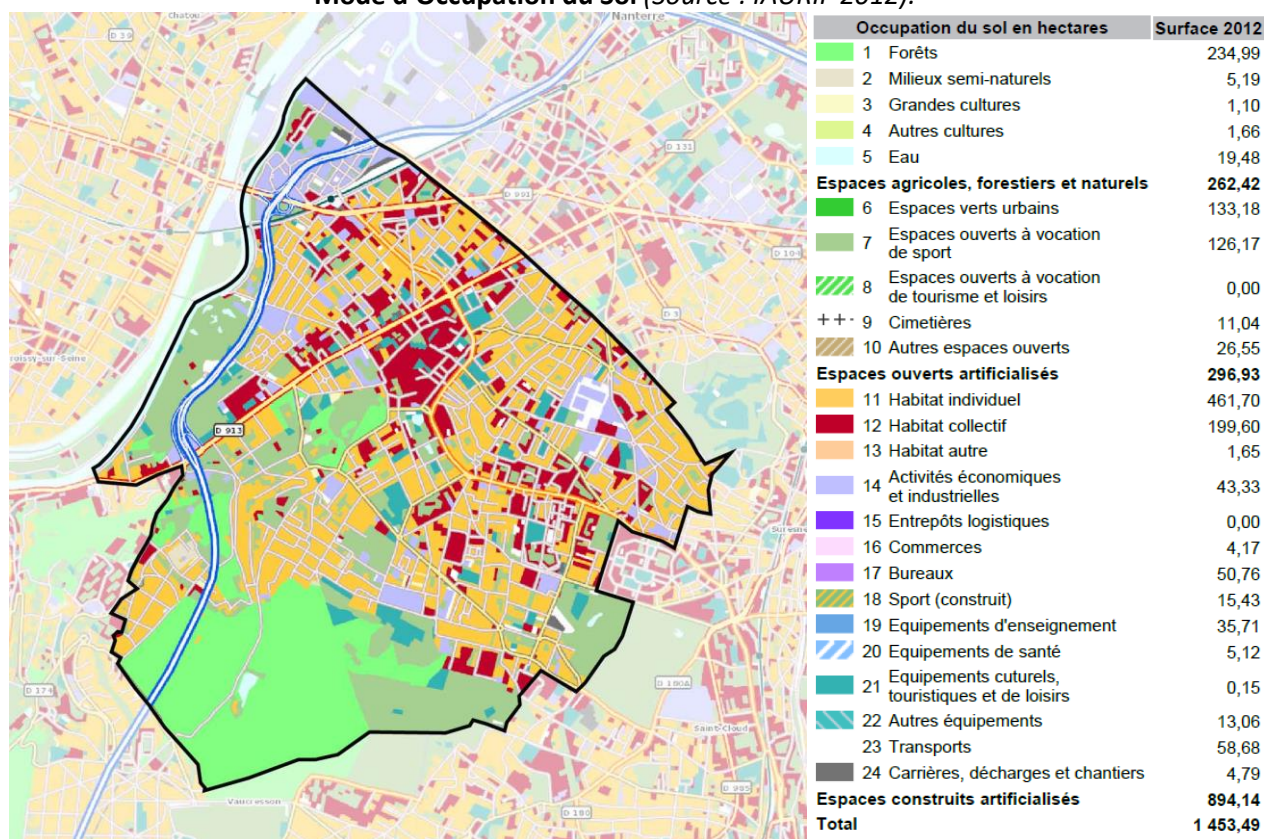 Mode d'Occupation du Sol (Source : IAURIF 2012).
Chatou
Nanterre
D 39
D 131
D 901
D 3
D 913
D 174
D 180A
Suresnes
Saint-Cloud
Vaucresson
D 180
D 985
Occupation du sol en hectares Surface 2012
1 Forêts 234,99
2 Milieux semi-naturels 5,19
3 Grandes cultures 1,10
4 Autres cultures 1,66
5 Eau 19,48
Espaces agricoles, forestiers et naturels 262,42
6 Espaces verts urbains 133,18
7 Espaces ouverts à vocation
de sport 126,17
8 Espaces ouverts à vocation
de tourisme et loisirs 0,00
9 Cimetières 11,04
10 Autres espaces ouverts 26,55
Espaces ouverts artificialisés 296,93
11 Habitat individuel 461,70
12 Habitat collectif 199,60
13 Habitat autre 1,65
14 Activités économiques
et industrielles 43,33
15 Entrepôts logistiques 0,00
16 Commerces 4,17
17 Bureaux 50,76
18 Sport (construit) 15,43
19 Equipements d'enseignement 35,71
20 Equipements de santé 5,12
21 Equipements cuturels,
touristiques et de loisirs 0,15
22 Autres équipements 13,06
23 Transports 58,68
24 Carrières, décharges et chantiers 4,79
Espaces construits artificialisés 894,14
Total 1 453,49